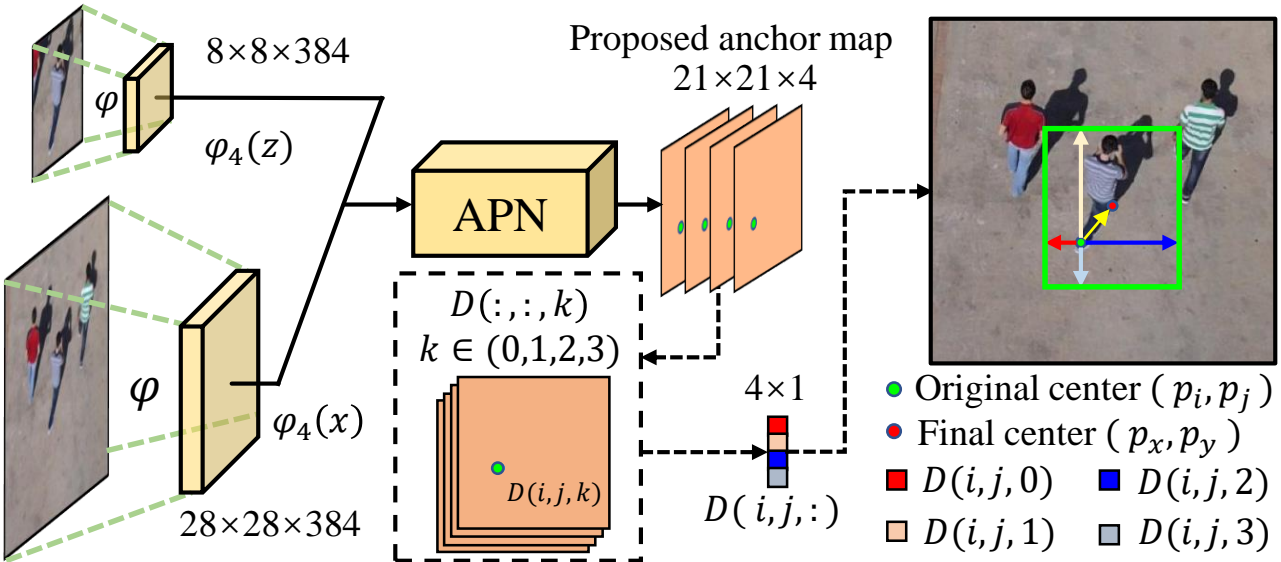 8×8×384
φ
φ₄(z)
φ
φ₄(x)
28×28×384
APN
Proposed anchor map
21×21×4
D(:,:,k)
k ∈ (0,1,2,3)
D(i,j,k)
4×1
D( i,j,:)
Original center ( pᵢ,pⱼ )
Final center ( pₓ,p_y )
D(i,j,0)
D(i,j,2)
D(i,j,1)
D(i,j,3)